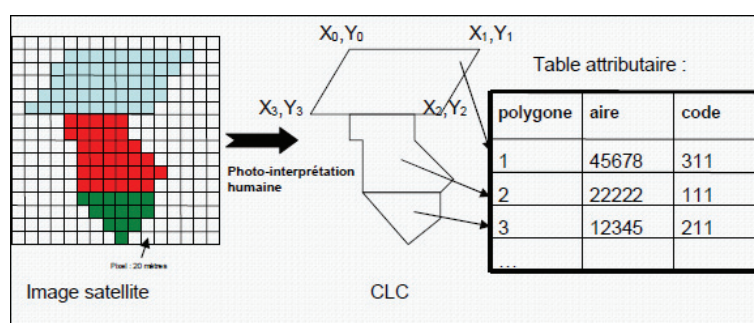 X₀,Y₀
X₁,Y₁
Table attributaire :
X₃,Y₃
X₂,Y₂
polygone aire code
1 45678 311
2 22222 111
3 12345 211
...
Photo-interprétation
humaine
Pixel : 20 mètres
Image satellite
CLC